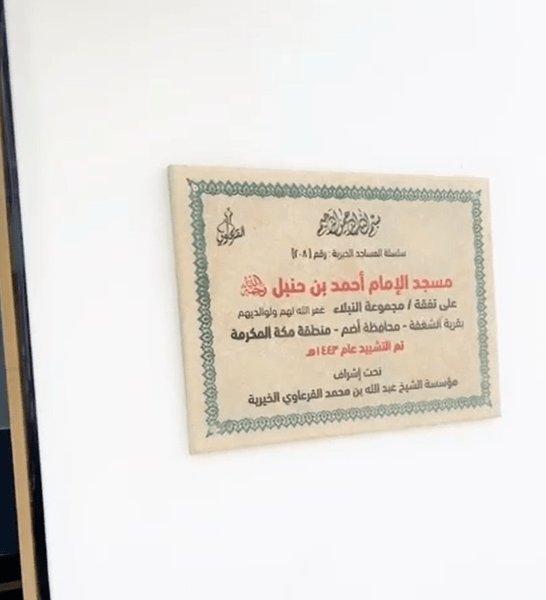 بسم الله الرحمن الرحيم
القرعاوي
سلسلة المساجد الخيرية : رقم (٢٠٨)
مسجد الإمام أحمد بن حنبل رحمه الله
على نفقة / مجموعة النبلاء غفر الله لهم ولوالديهم
بقرية الشغفة - محافظة أضم - منطقة مكة المكرمة
تم التشييد عام ١٤٤٣هـ
تحت إشراف
مؤسسة الشيخ عبد الله بن محمد القرعاوي الخيرية